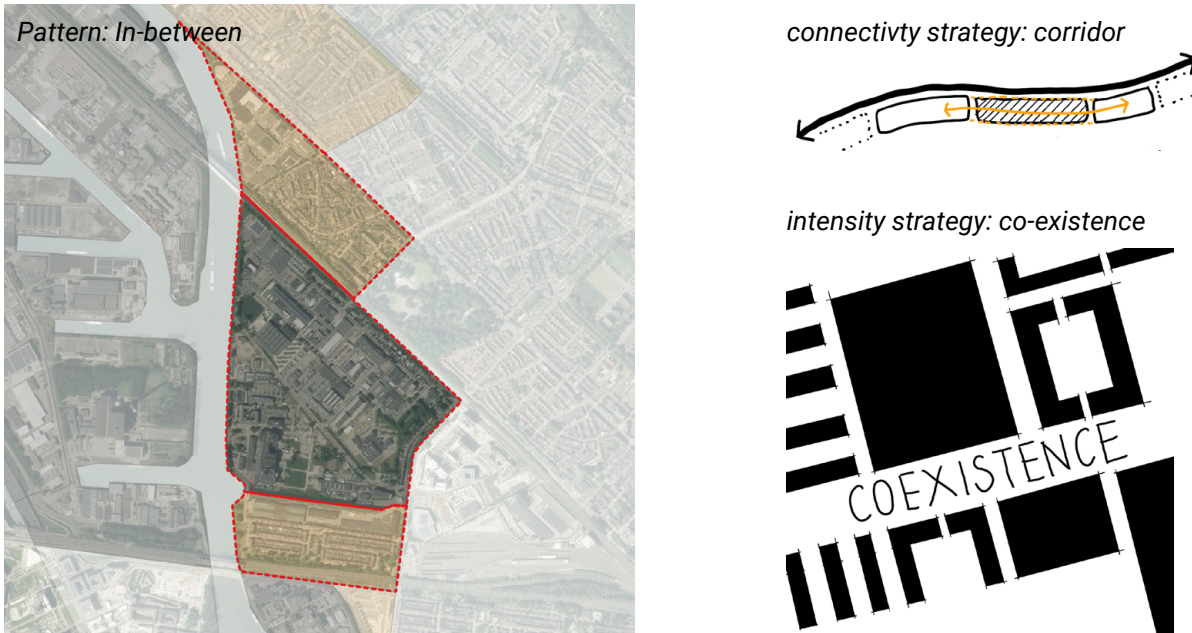 Pattern: In-between
connectivty strategy: corridor
intensity strategy: co-existence
COEXISTENCE